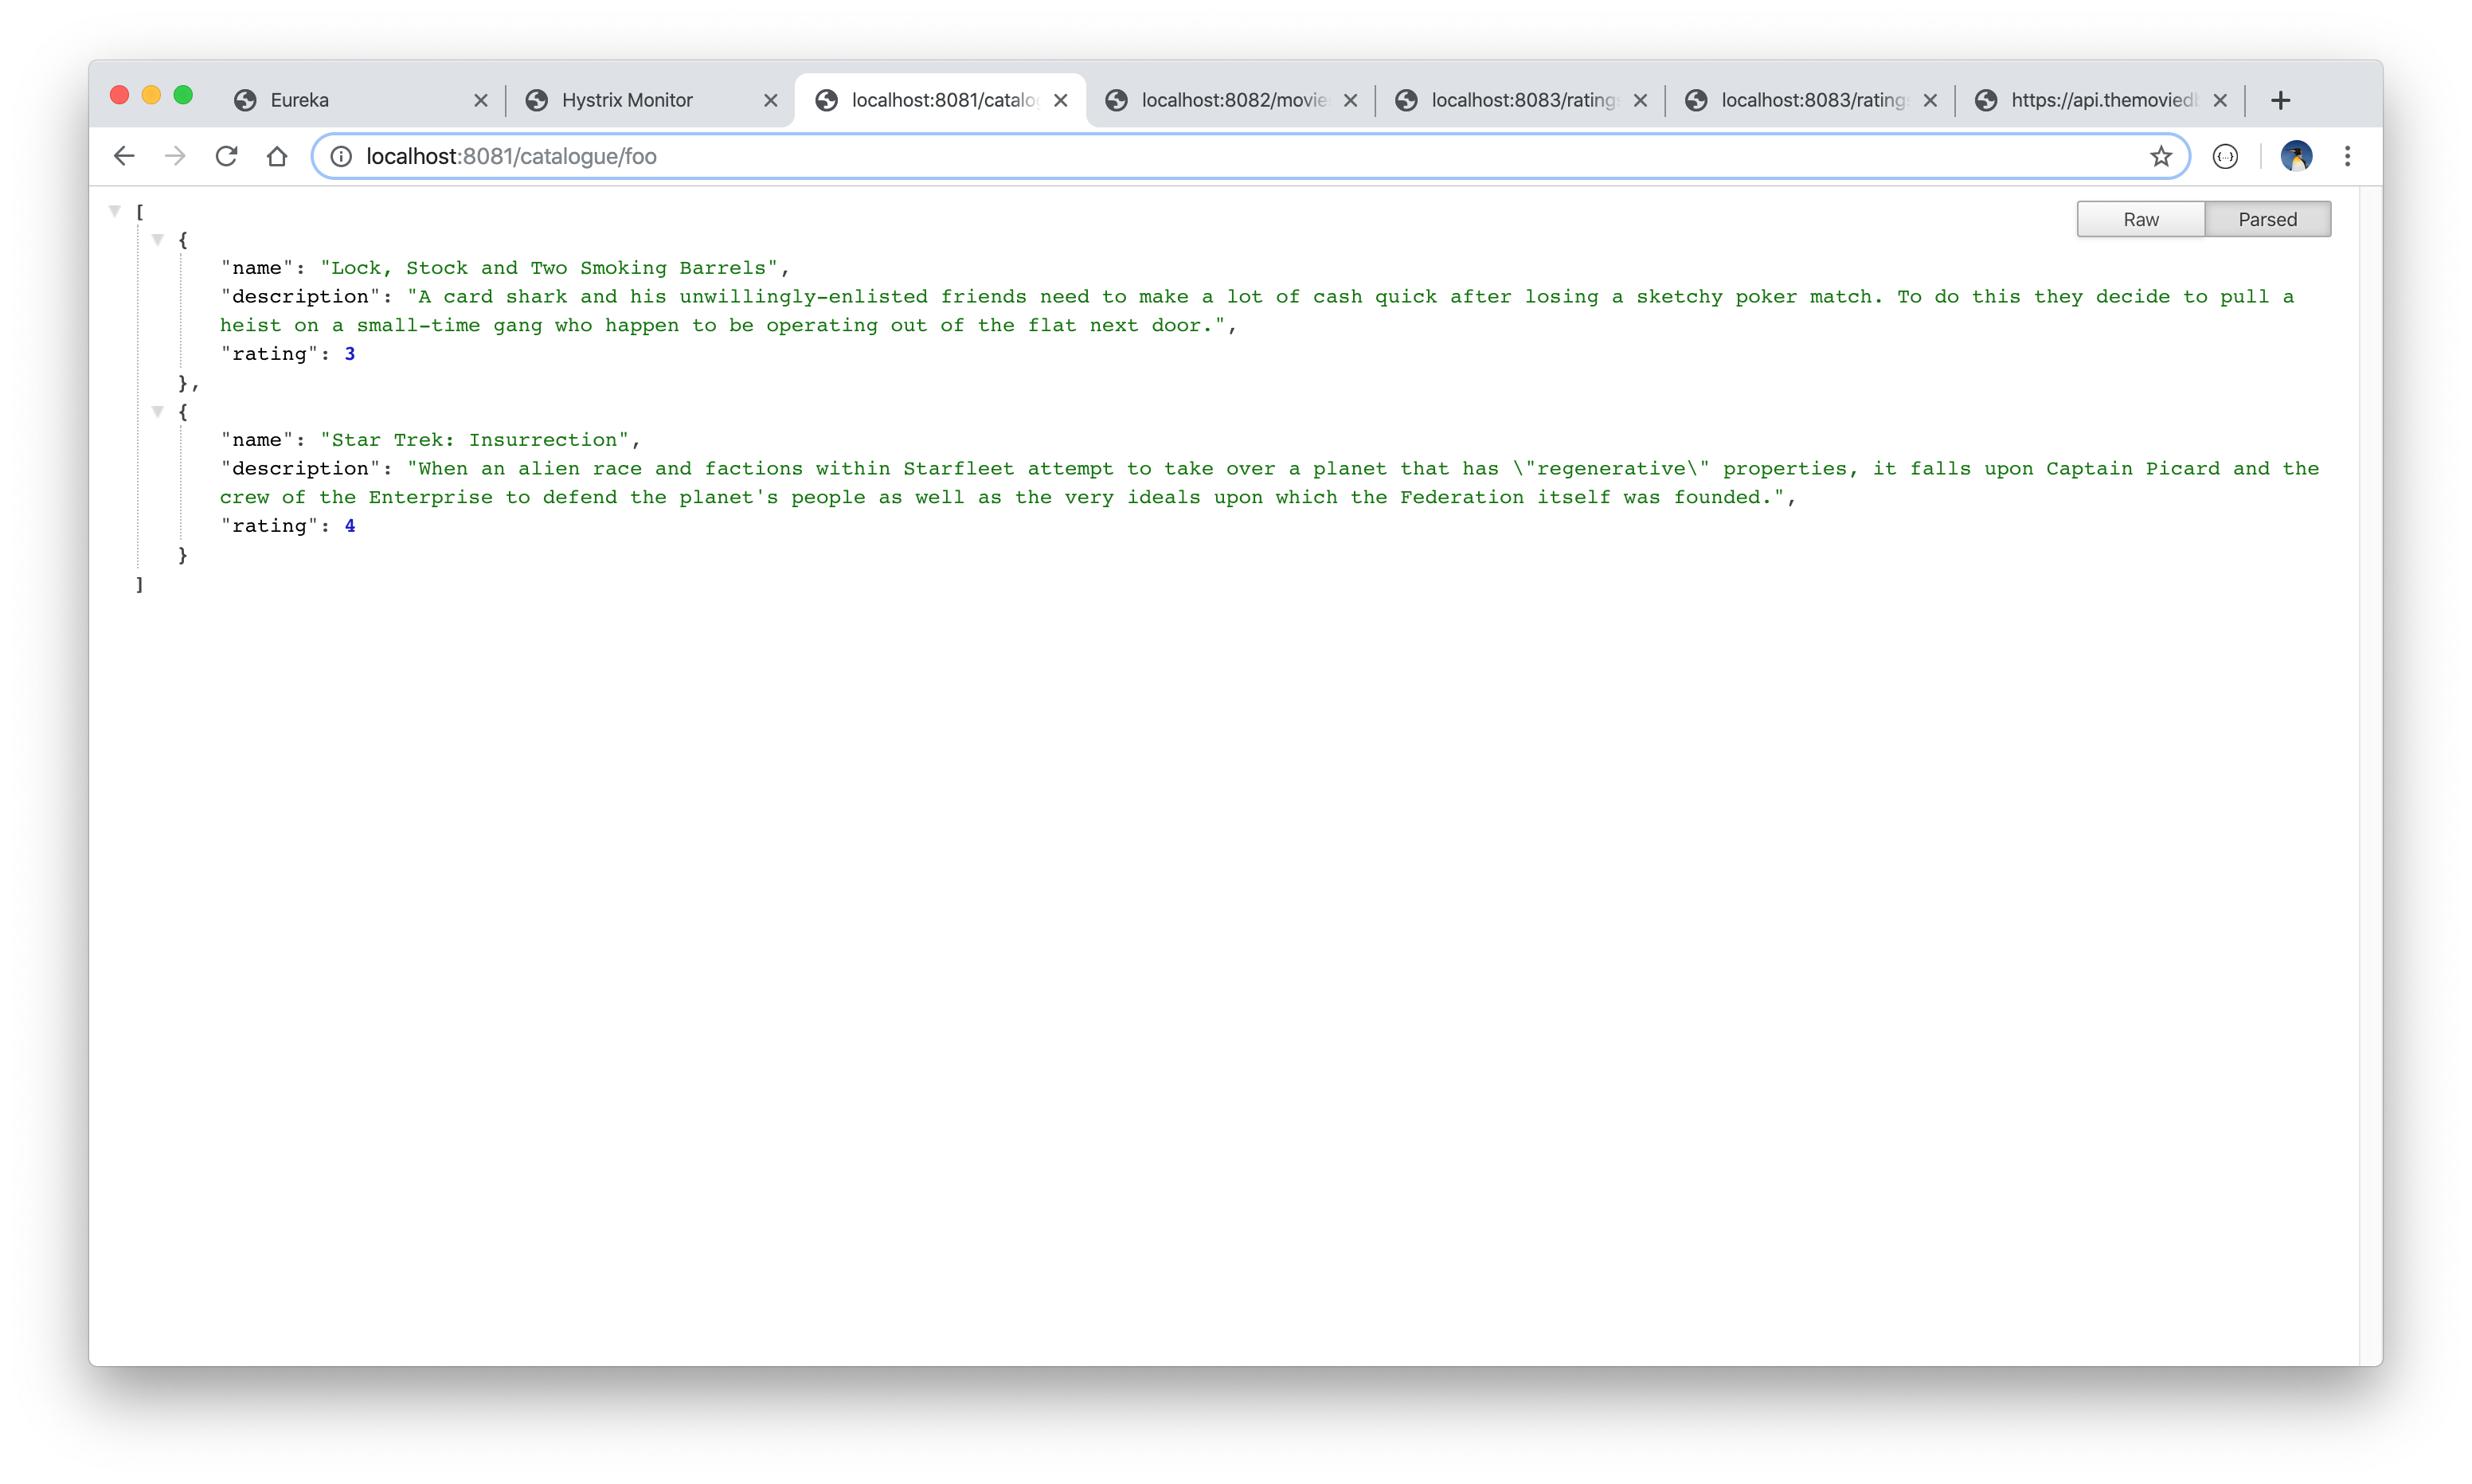 Eureka
Hystrix Monitor
localhost:8081/catalo
localhost:8082/movie
localhost:8083/rating
localhost:8083/rating
https://api.themovied
localhost:8081/catalogue/foo
Raw
Parsed
[
{
"name": "Lock, Stock and Two Smoking Barrels",
"description": "A card shark and his unwillingly-enlisted friends need to make a lot of cash quick after losing a sketchy poker match. To do this they decide to pull a
heist on a small-time gang who happen to be operating out of the flat next door.",
"rating": 3
},
{
"name": "Star Trek: Insurrection",
"description": "When an alien race and factions within Starfleet attempt to take over a planet that has \"regenerative\" properties, it falls upon Captain Picard and the
crew of the Enterprise to defend the planet's people as well as the very ideals upon which the Federation itself was founded.",
"rating": 4
}
]